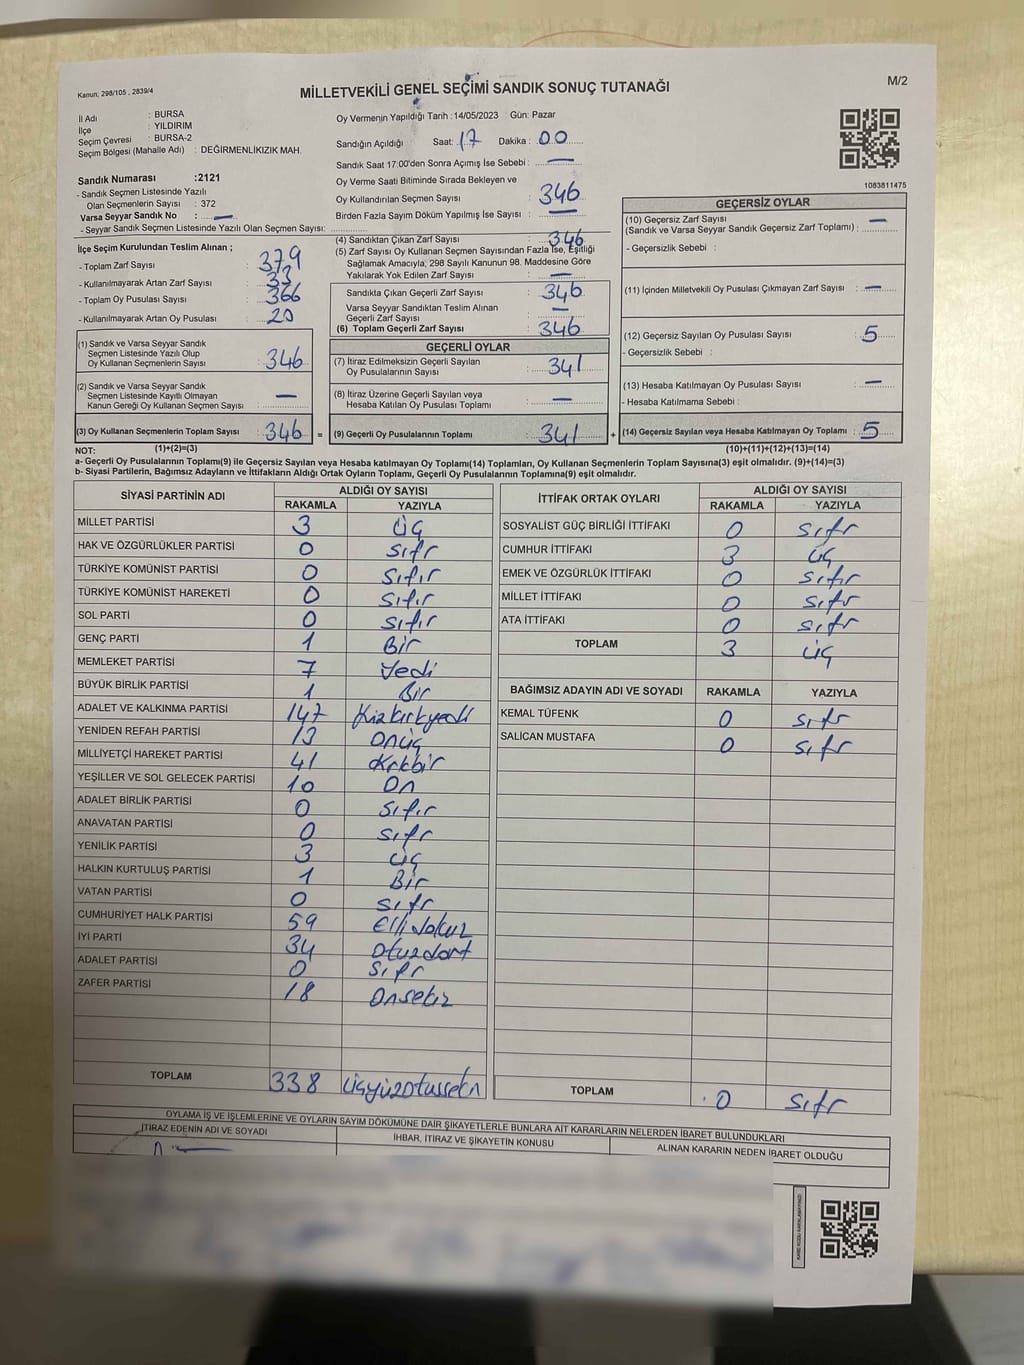 Kanun; 298/105 , 2839/4
M/2
MİLLETVEKİLİ GENEL SEÇİMİ SANDIK SONUÇ TUTANAĞI
İl Adı : BURSA
İlçe : YILDIRIM
Seçim Çevresi : BURSA-2
Seçim Bölgesi (Mahalle Adı) : DEĞİRMENLİKIZIK MAH.
Sandık Numarası :2121
- Sandık Seçmen Listesinde Yazılı
Olan Seçmenlerin Sayısı : 372
Varsa Seyyar Sandık No : —
- Seyyar Sandık Seçmen Listesinde Yazılı Olan Seçmen Sayısı:
İlçe Seçim Kurulundan Teslim Alınan ;
- Toplam Zarf Sayısı : 379
- Kullanılmayarak Artan Zarf Sayısı : 33
- Toplam Oy Pusulası Sayısı : 366
- Kullanılmayarak Artan Oy Pusulası : 20
(1) Sandık ve Varsa Seyyar Sandık
Seçmen Listesinde Yazılı Olup
Oy Kullanan Seçmenlerin Sayısı : 346
(2) Sandık ve Varsa Seyyar Sandık
Seçmen Listesinde Kayıtlı Olmayan
Kanun Gereği Oy Kullanan Seçmen Sayısı : —
(3) Oy Kullanan Seçmenlerin Toplam Sayısı : 346 =
(1)+(2)=(3)
Oy Vermenin Yapıldığı Tarih : 14/05/2023 Gün: Pazar
Sandığın Açıldığı Saat: 17 Dakika : 00
Sandık Saat 17:00'den Sonra Açımış İse Sebebi : —
Oy Verme Saati Bitiminde Sırada Bekleyen ve
Oy Kullandırılan Seçmen Sayısı : 346
Birden Fazla Sayım Döküm Yapılmış İse Sayısı : —
(4) Sandıktan Çıkan Zarf Sayısı : 346
(5) Zarf Sayısı Oy Kullanan Seçmen Sayısından Fazla İse, Eşitliği
Sağlamak Amacıyla, 298 Sayılı Kanunun 98. Maddesine Göre
Yakılarak Yok Edilen Zarf Sayısı : —
Sandıkta Çıkan Geçerli Zarf Sayısı : 346
Varsa Seyyar Sandıktan Teslim Alınan
Geçerli Zarf Sayısı : —
(6) Toplam Geçerli Zarf Sayısı : 346
GEÇERLİ OYLAR
(7) İtiraz Edilmeksizin Geçerli Sayılan
Oy Pusulalarının Sayısı : 341
(8) İtiraz Üzerine Geçerli Sayılan veya
Hesaba Katılan Oy Pusulası Toplamı : —
(9) Geçerli Oy Pusulalarının Toplamı : 341 +
1083811475
GEÇERSİZ OYLAR
(10) Geçersiz Zarf Sayısı
(Sandık ve Varsa Seyyar Sandık Geçersiz Zarf Toplamı) : —
- Geçersizlik Sebebi :
(11) İçinden Milletvekili Oy Pusulası Çıkmayan Zarf Sayısı : —
(12) Geçersiz Sayılan Oy Pusulası Sayısı : 5
- Geçersizlik Sebebi :
(13) Hesaba Katılmayan Oy Pusulası Sayısı : —
- Hesaba Katılmama Sebebi :
(14) Geçersiz Sayılan veya Hesaba Katılmayan Oy Toplamı : 5
(10)+(11)+(12)+(13)=(14)
NOT:
a- Geçerli Oy Pusulalarının Toplamı(9) ile Geçersiz Sayılan veya Hesaba katılmayan Oy Toplamı(14) Toplamları, Oy Kullanan Seçmenlerin Toplam Sayısına(3) eşit olmalıdır. (9)+(14)=(3)
b- Siyasi Partilerin, Bağımsız Adayların ve İttifakların Aldığı Ortak Oyların Toplamı, Geçerli Oy Pusulalarının Toplamına(9) eşit olmalıdır.
SİYASİ PARTİNİN ADI ALDIĞI OY SAYISI
RAKAMLA YAZIYLA
MİLLET PARTİSİ 3 üç
HAK VE ÖZGÜRLÜKLER PARTİSİ 0 sıfr
TÜRKİYE KOMÜNİST PARTİSİ 0 sıfır
TÜRKİYE KOMÜNİST HAREKETİ 0 sıfır
SOL PARTİ 0 sıfır
GENÇ PARTİ 1 Bir
MEMLEKET PARTİSİ 7 Yedi
BÜYÜK BİRLİK PARTİSİ 1 Bir
ADALET VE KALKINMA PARTİSİ 147
YENİDEN REFAH PARTİSİ 13 onüç
MİLLİYETÇİ HAREKET PARTİSİ 41 Krkbir
YEŞİLLER VE SOL GELECEK PARTİSİ 10 On
ADALET BİRLİK PARTİSİ 0 sıfır
ANAVATAN PARTİSİ 0 sıfr
YENİLİK PARTİSİ 3 üç
HALKIN KURTULUŞ PARTİSİ 1 Bir
VATAN PARTİSİ 0 sıfr
CUMHURİYET HALK PARTİSİ 59 Ellidokuz
İYİ PARTİ 34 Otuzdört
ADALET PARTİSİ 0 sıfr
ZAFER PARTİSİ 18 Onsekiz
TOPLAM 338
İTTİFAK ORTAK OYLARI ALDIĞI OY SAYISI
RAKAMLA YAZIYLA
SOSYALİST GÜÇ BİRLİĞİ İTTİFAKI 0 sıfr
CUMHUR İTTİFAKI 3 üç
EMEK VE ÖZGÜRLÜK İTTİFAKI 0 sıfır
MİLLET İTTİFAKI 0 sıfr
ATA İTTİFAKI 0 sıfr
TOPLAM 3 üç
BAĞIMSIZ ADAYIN ADI VE SOYADI RAKAMLA YAZIYLA
KEMAL TÜFENK 0 sıfr
SALİCAN MUSTAFA 0 sıfr
TOPLAM 0 sıfr
OYLAMA İŞ VE İŞLEMLERİNE VE OYLARIN SAYIM DÖKÜMÜNE DAİR ŞİKAYETLERLE BUNLARA AİT KARARLARIN NELERDEN İBARET BULUNDUKLARI
İTİRAZ EDENİN ADI VE SOYADI İHBAR, İTİRAZ VE ŞİKAYETİN KONUSU ALINAN KARARIN NEDEN İBARET OLDUĞU